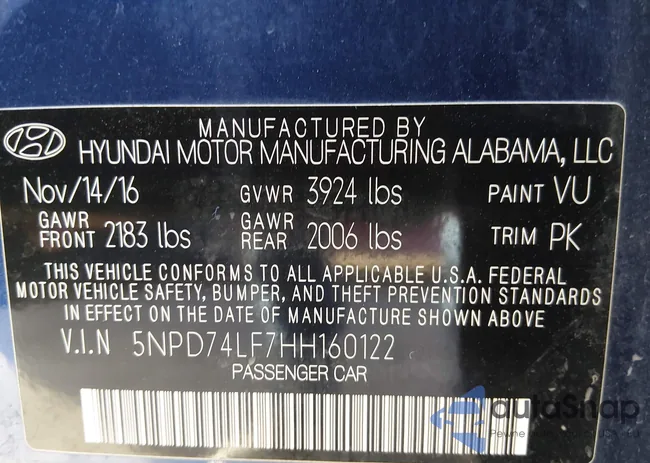 MANUFACTURED BY
HYUNDAI MOTOR MANUFACTURING ALABAMA, LLC
Nov/14/16 GVWR 3924 lbs PAINT VU
GAWR FRONT 2183 lbs GAWR REAR 2006 lbs TRIM PK
THIS VEHICLE CONFORMS TO ALL APPLICABLE U.S.A. FEDERAL
MOTOR VEHICLE SAFETY, BUMPER, AND THEFT PREVENTION STANDARDS
IN EFFECT ON THE DATE OF MANUFACTURE SHOWN ABOVE.
V.I.N 5NPD74LF7HH160122
PASSENGER CAR
autoSnap